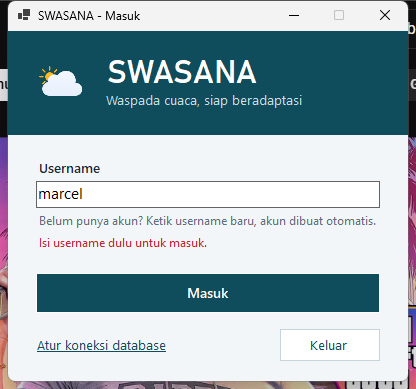 SWASANA - Masuk
SWASANA
Waspada cuaca, siap beradaptasi
Username
marcel
Belum punya akun? Ketik username baru, akun dibuat otomatis.
Isi username dulu untuk masuk.
Masuk
Atur koneksi database
Keluar